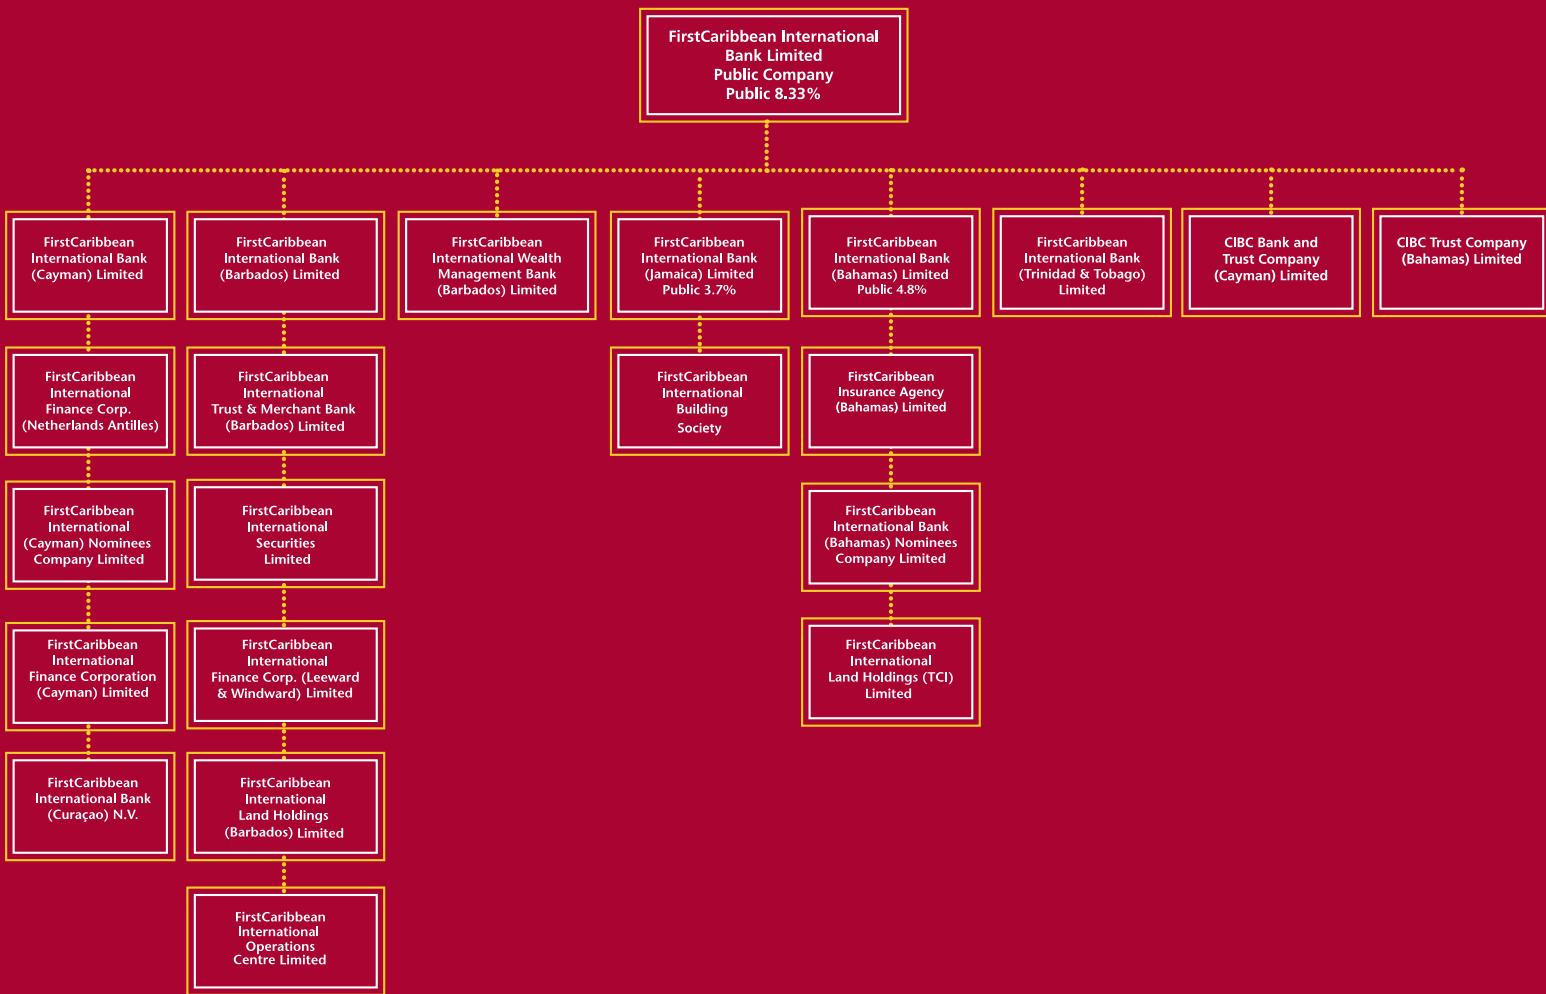 FirstCaribbean International
Bank Limited
Public Company
Public 8.33%
FirstCaribbean
International Bank
(Cayman) Limited
FirstCaribbean
International Bank
(Barbados) Limited
FirstCaribbean
International Wealth
Management Bank
(Barbados) Limited
FirstCaribbean
International Bank
(Jamaica) Limited
Public 3.7%
FirstCaribbean
International Bank
(Bahamas) Limited
Public 4.8%
FirstCaribbean
International Bank
(Trinidad & Tobago)
Limited
CIBC Bank and
Trust Company
(Cayman) Limited
CIBC Trust Company
(Bahamas) Limited
FirstCaribbean
International
Finance Corp.
(Netherlands Antilles)
FirstCaribbean
International
Trust & Merchant Bank
(Barbados) Limited
FirstCaribbean
International
Building
Society
FirstCaribbean
Insurance Agency
(Bahamas) Limited
FirstCaribbean
International
(Cayman) Nominees
Company Limited
FirstCaribbean
International
Securities
Limited
FirstCaribbean
International Bank
(Bahamas) Nominees
Company Limited
FirstCaribbean
International
Finance Corporation
(Cayman) Limited
FirstCaribbean
International
Finance Corp. (Leeward
& Windward) Limited
FirstCaribbean
International
Land Holdings (TCI)
Limited
FirstCaribbean
International Bank
(Curaçao) N.V.
FirstCaribbean
International
Land Holdings
(Barbados) Limited
FirstCaribbean
International
Operations
Centre Limited